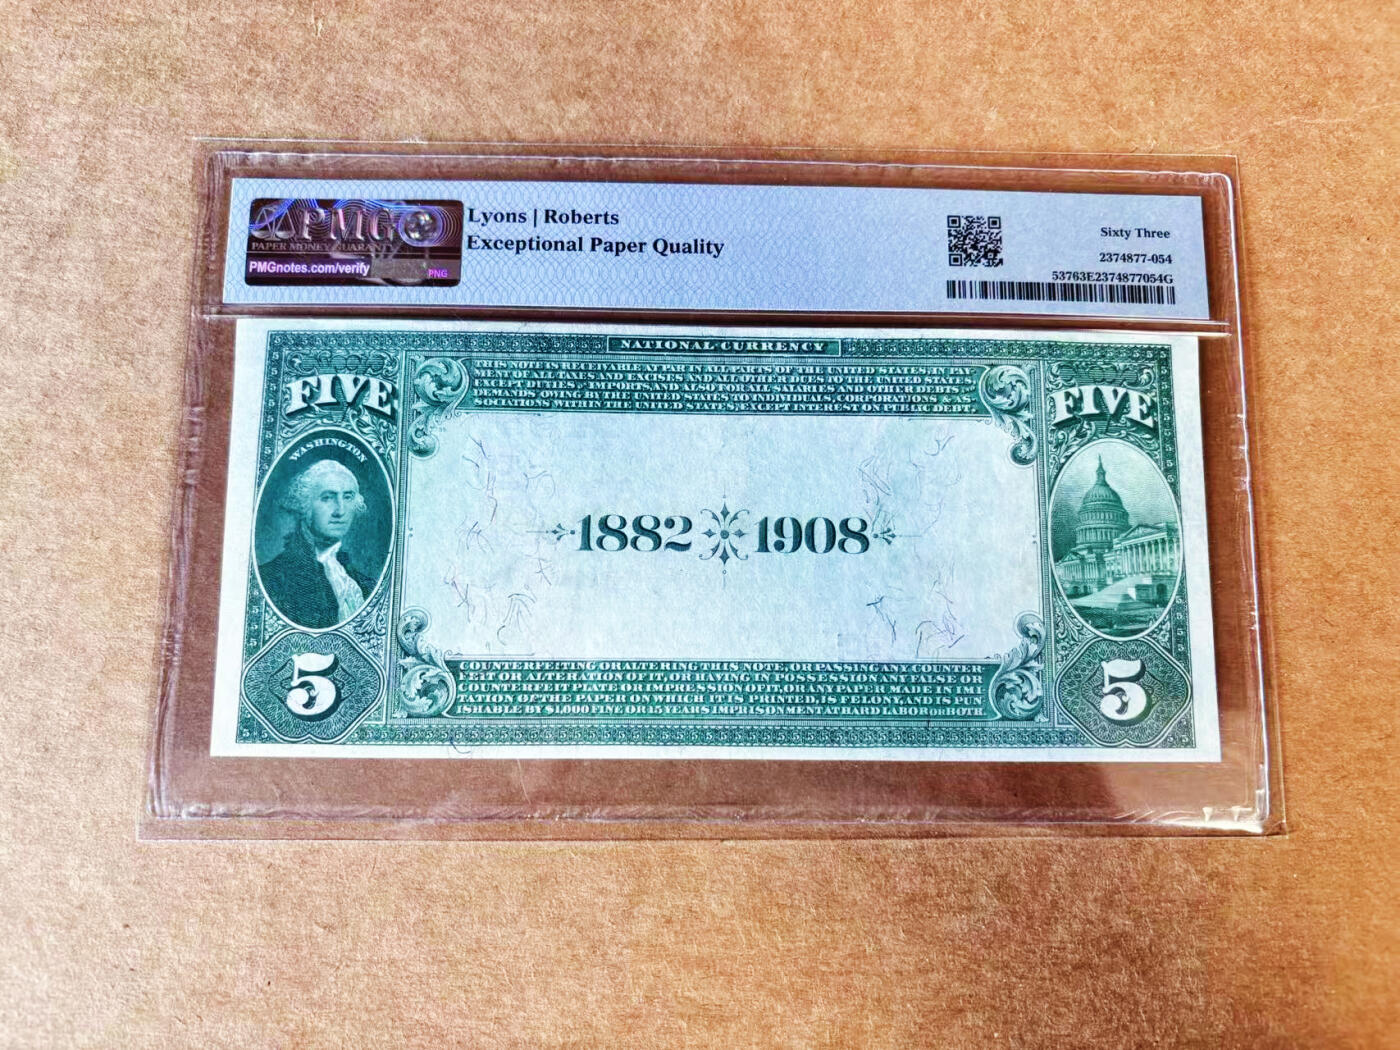 PMG
PAPER MONEY GUARANTY
PMGnotes.com/verify
PNG
Lyons | Roberts
Exceptional Paper Quality
Sixty Three
2374877-054
53763E2374877054G
NATIONAL CURRENCY
THIS NOTE IS RECEIVABLE AT PAR IN ALL PARTS OF THE UNITED STATES, IN PAY
MENT OF ALL TAXES AND EXCISES AND ALL OTHER DUES TO THE UNITED STATES,
EXCEPT DUTIES ON IMPORTS, AND ALSO FOR ALL SALARIES AND OTHER DEBTS &
DEMANDS OWING BY THE UNITED STATES TO INDIVIDUALS, CORPORATIONS & AS
SOCIATIONS WITHIN THE UNITED STATES, EXCEPT INTEREST ON PUBLIC DEBT.
FIVE
FIVE
WASHINGTON
1882 1908
COUNTERFEITING OR ALTERING THIS NOTE, OR PASSING ANY COUNTER-
FEIT OR ALTERATION OF IT, OR HAVING IN POSSESSION ANY FALSE OR
COUNTERFEIT PLATE OR IMPRESSION OF IT, OR ANY PAPER MADE IN IMI
TATION OF THE PAPER ON WHICH IT IS PRINTED, IS FELONY, AND IS PUN
ISHABLE BY $1,000 FINE OR 15 YEARS IMPRISONMENT AT HARD LABOR OR BOTH.
5
5